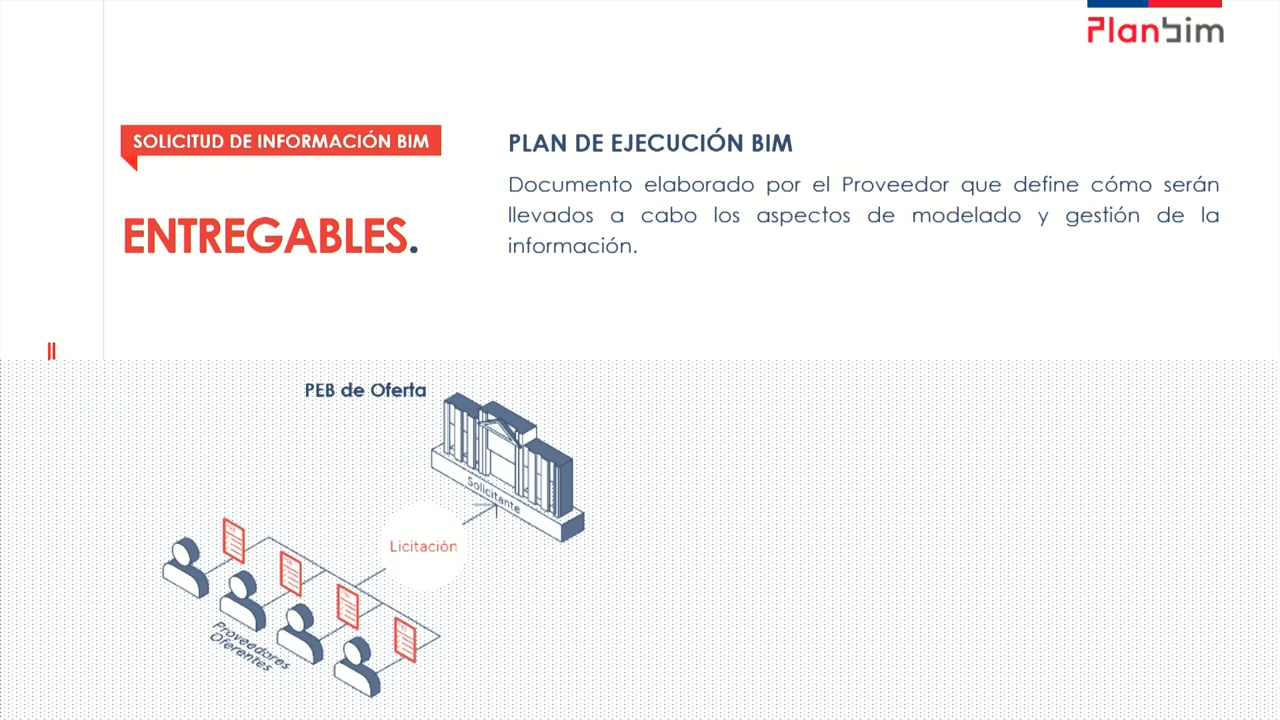 Planbim
SOLICITUD DE INFORMACIÓN BIM
ENTREGABLES.
PLAN DE EJECUCIÓN BIM
Documento elaborado por el Proveedor que define cómo serán
llevados a cabo los aspectos de modelado y gestión de la
información.
PEB de Oferta
Solicitante
Licitación
Proveedores
Oferentes